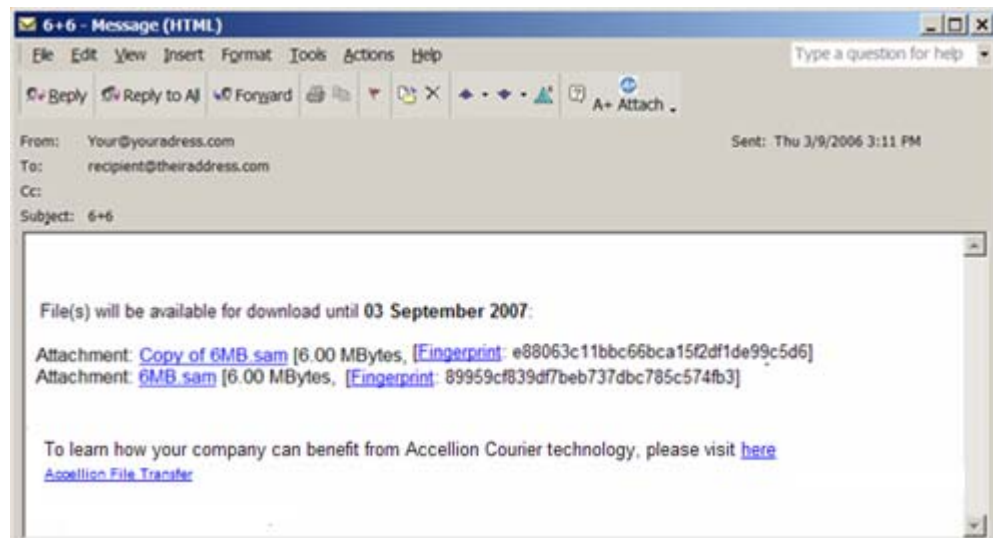 6+6 - Message (HTML)
File Edit View Insert Format Tools Actions Help Type a question for help
Reply Reply to All Forward A+ Attach
From: Your@youradress.com Sent: Thu 3/9/2006 3:11 PM
To: recipient@theiraddress.com
Cc:
Subject: 6+6
File(s) will be available for download until 03 September 2007:
Attachment: Copy of 6MB.sam [6.00 MBytes, [Fingerprint: e88063c11bbc66bca15f2df1de99c5d6]
Attachment: 6MB.sam [6.00 MBytes, [Fingerprint: 89959cf839df7beb737dbc785c574fb3]
To learn how your company can benefit from Accellion Courier technology, please visit here
Accellion File Transfer